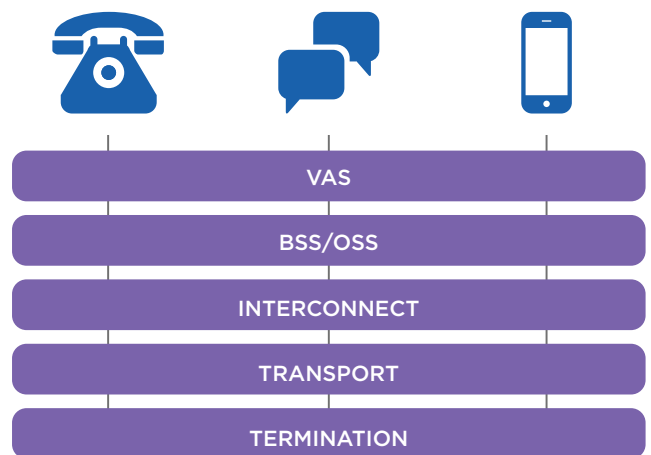 VAS
BSS/OSS
INTERCONNECT
TRANSPORT
TERMINATION